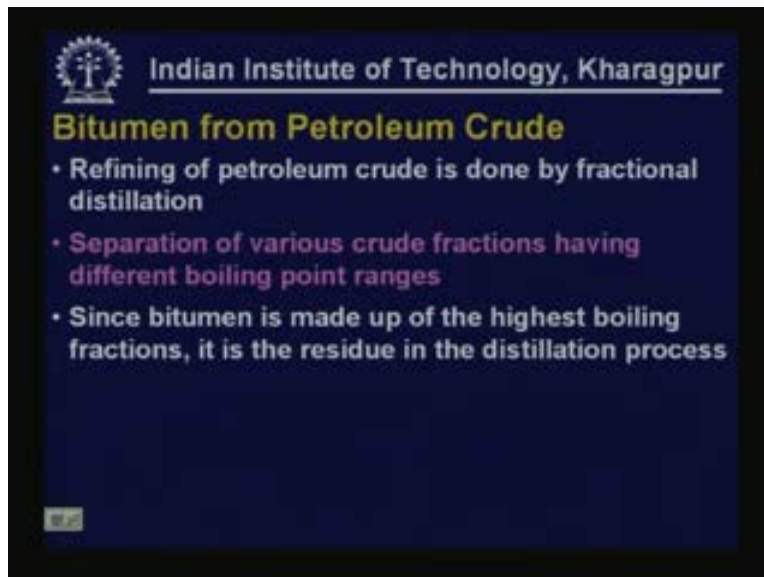 Indian Institute of Technology, Kharagpur
Bitumen from Petroleum Crude
• Refining of petroleum crude is done by fractional
distillation
• Separation of various crude fractions having
different boiling point ranges
• Since bitumen is made up of the highest boiling
fractions, it is the residue in the distillation process